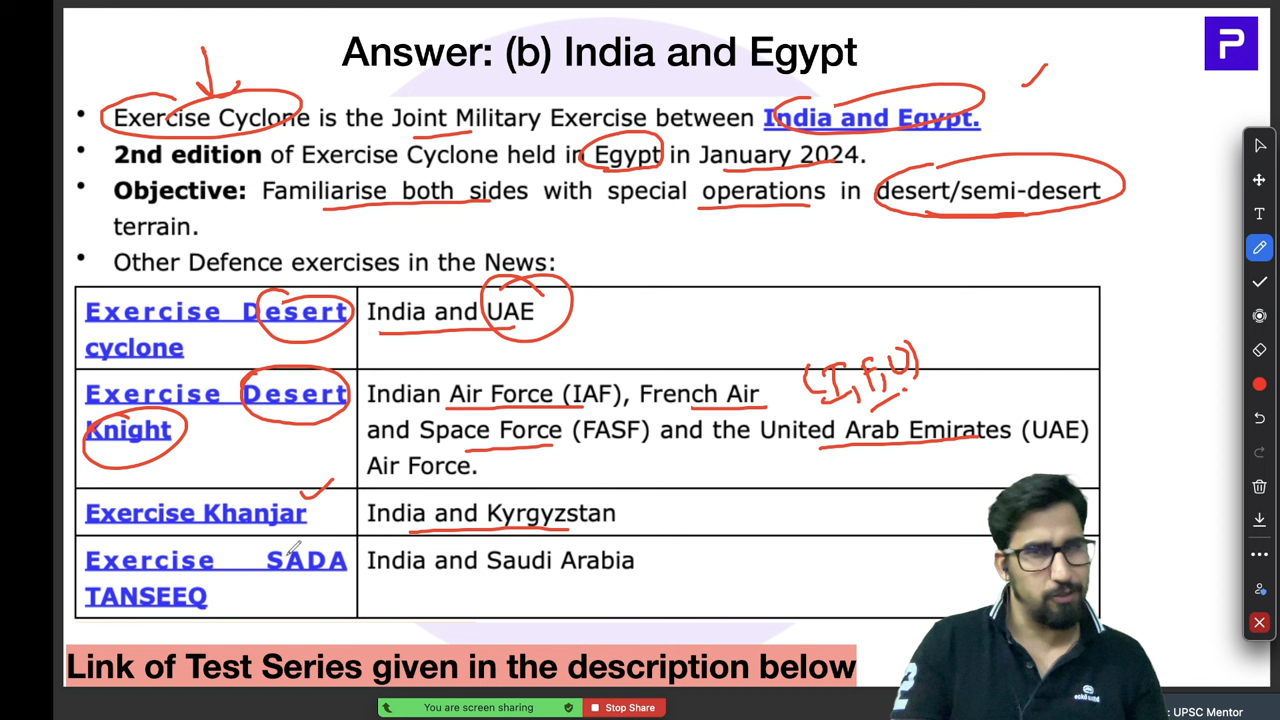 Answer: (b) India and Egypt
P
• Exercise Cyclone is the Joint Military Exercise between India and Egypt.
• 2nd edition of Exercise Cyclone held in Egypt in January 2024.
• Objective: Familiarise both sides with special operations in desert/semi-desert
terrain.
• Other Defence exercises in the News:
Exercise Desert
cyclone
India and UAE
(I, F, U)
Exercise Desert
Knight
Indian Air Force (IAF), French Air
and Space Force (FASF) and the United Arab Emirates (UAE)
Air Force.
Exercise Khanjar
India and Kyrgyzstan
Exercise SADA
TANSEEQ
India and Saudi Arabia
Link of Test Series given in the description below
You are screen sharing
Stop Share
: UPSC Mentor
T
2